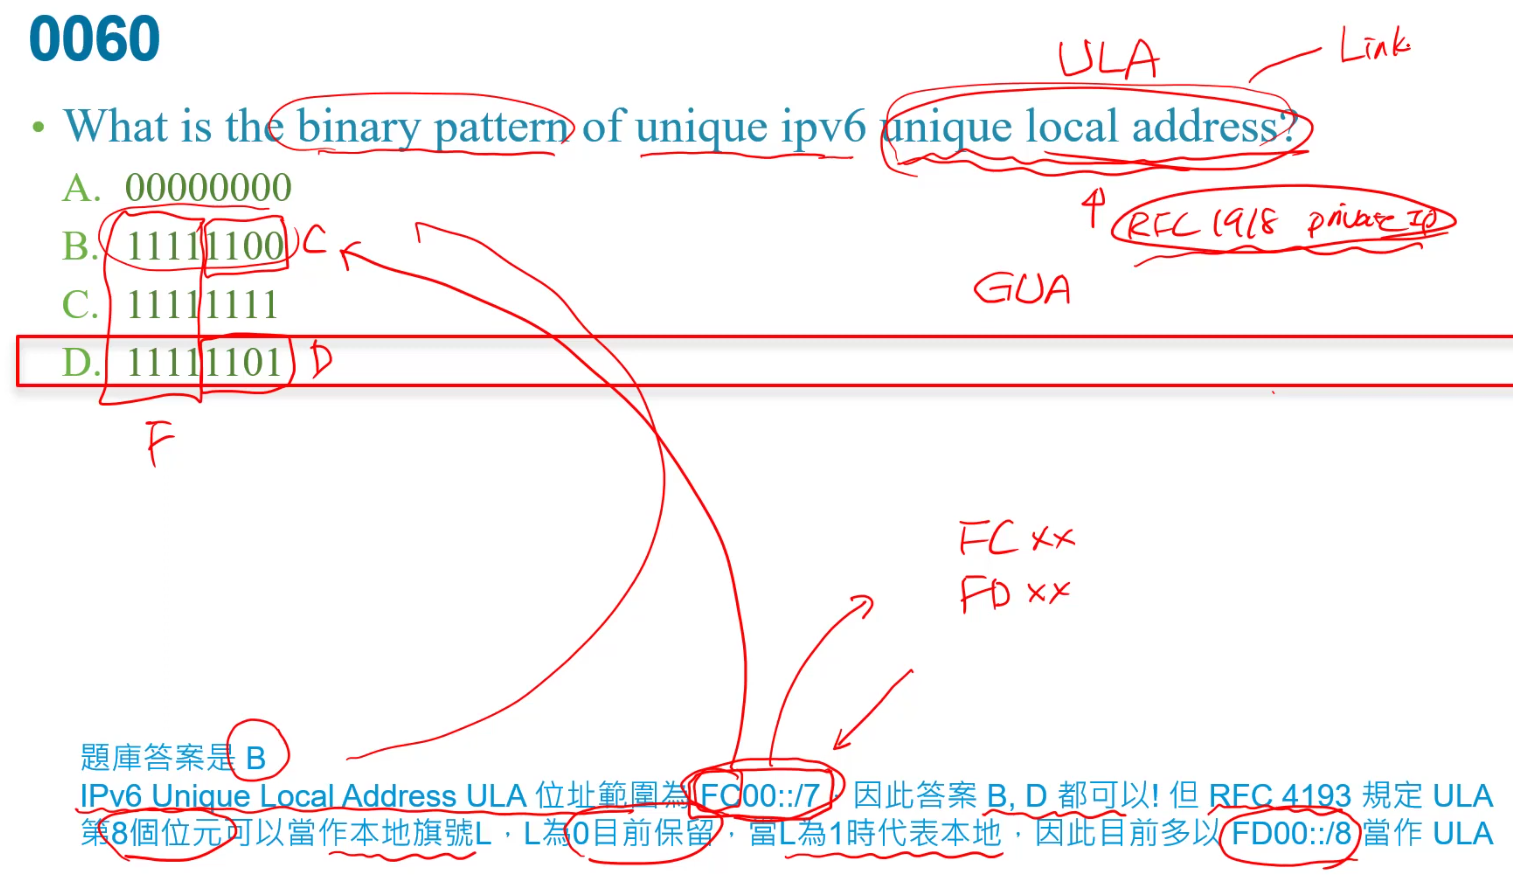 0060
ULA
Link
• What is the binary pattern of unique ipv6 unique local address?
A. 00000000
RFC 1918 private IP
B. 11111100 C
GUA
C. 11111111
D. 11111101 D
F
FC xx
FD xx
題庫答案是 B
IPv6 Unique Local Address ULA 位址範圍為 FC00::/7，因此答案 B, D 都可以! 但 RFC 4193 規定 ULA
第8個位元可以當作本地旗號L，L為0目前保留，當L為1時代表本地，因此目前多以 FD00::/8 當作 ULA